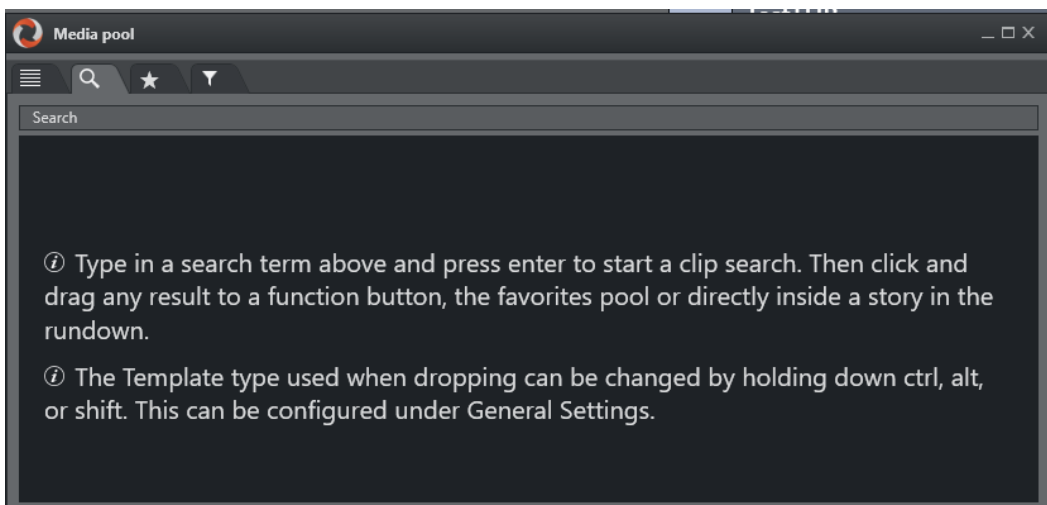 Media pool
Search
Type in a search term above and press enter to start a clip search. Then click and
drag any result to a function button, the favorites pool or directly inside a story in the
rundown.
The Template type used when dropping can be changed by holding down ctrl, alt,
or shift. This can be configured under General Settings.